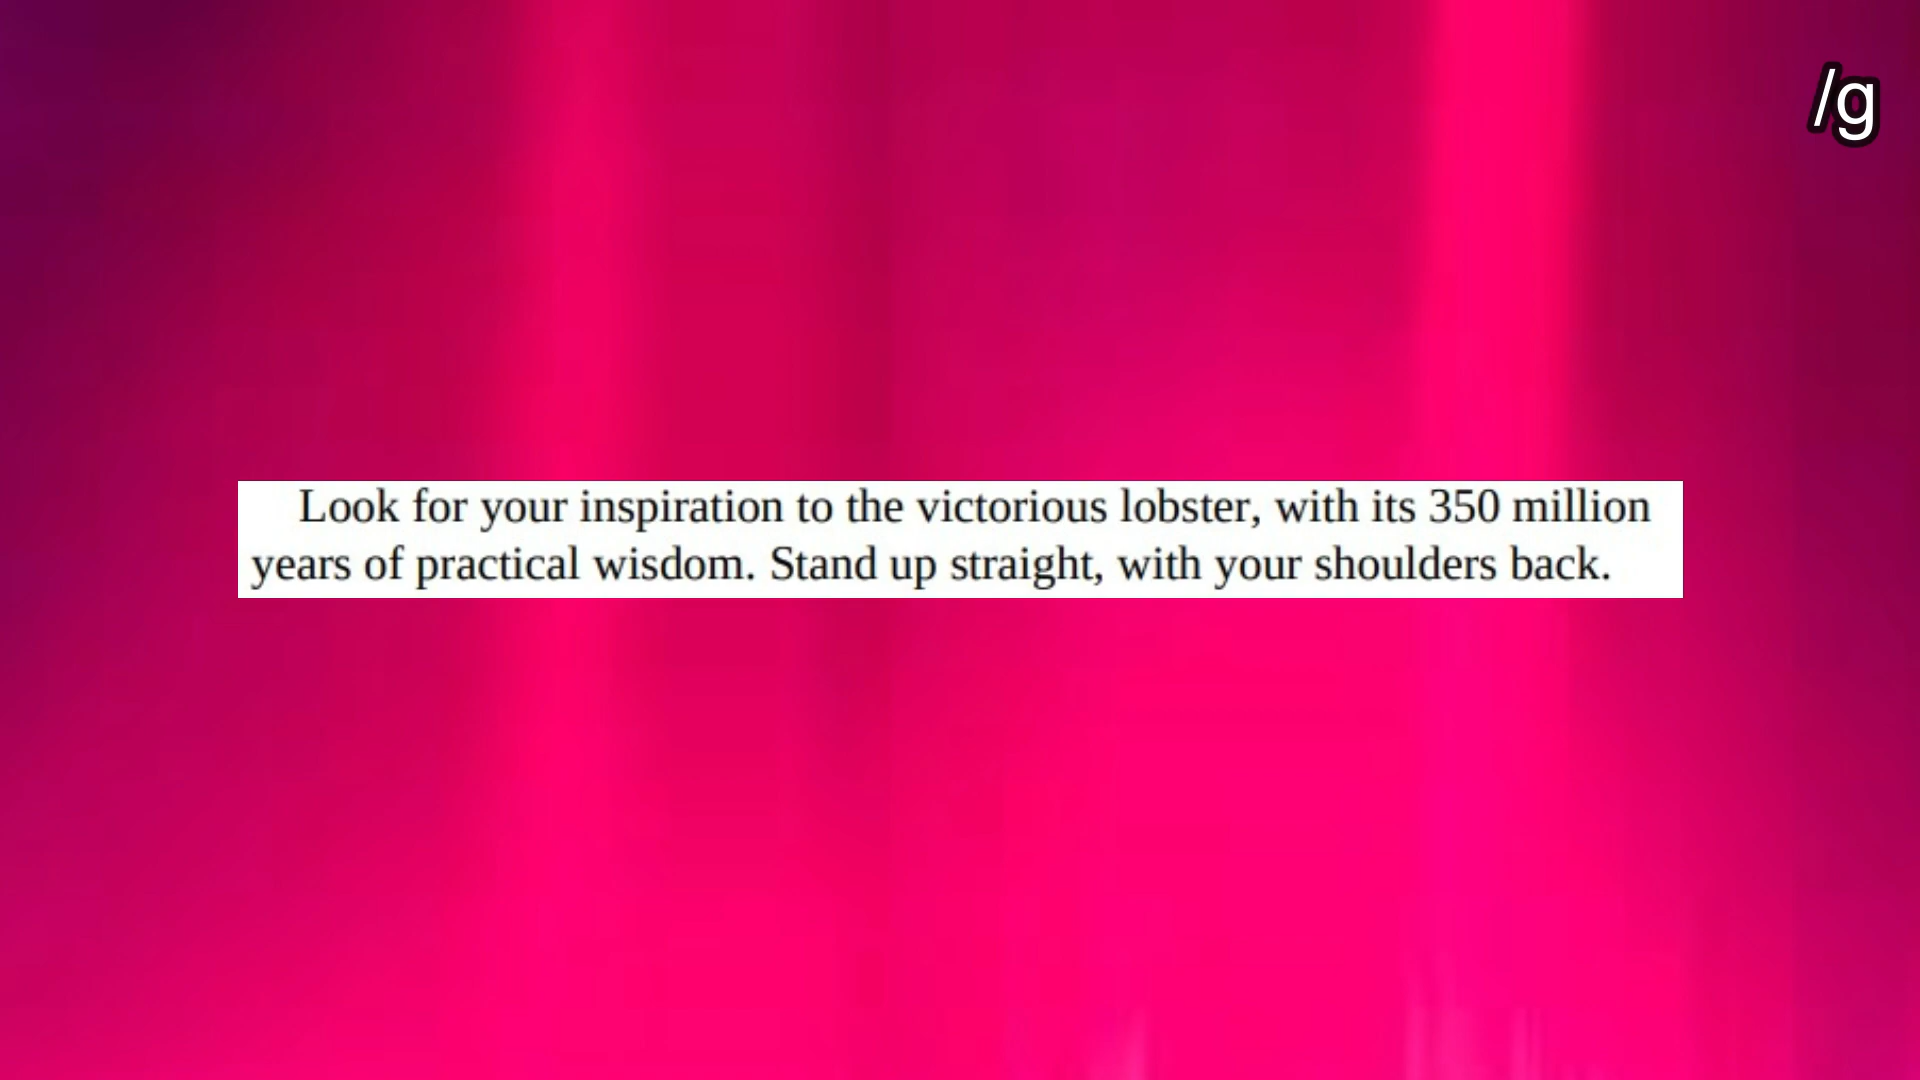 /g
Look for your inspiration to the victorious lobster, with its 350 million
years of practical wisdom. Stand up straight, with your shoulders back.